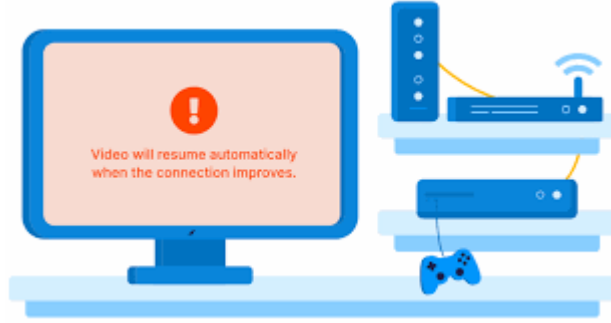 Video will resume automatically
when the connection improves.